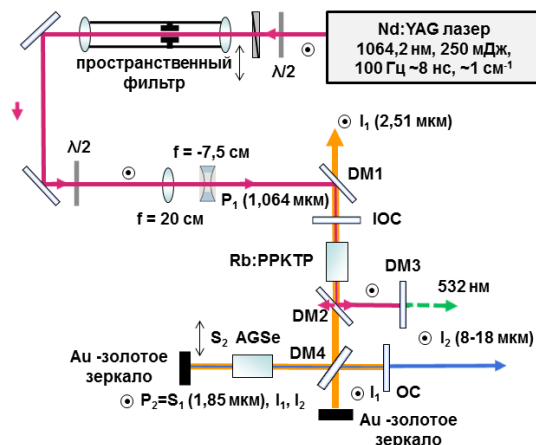 Nd:YAG лазер
1064,2 нм, 250 мДж,
100 Гц ~8 нс, ~1 см⁻¹
пространственный
фильтр
λ/2
λ/2
I₁ (2,51 мкм)
f = -7,5 см
DM1
P₁ (1,064 мкм)
f = 20 см
IOC
Rb:PPKTP
DM3
532 нм
DM2
I₂ (8-18 мкм)
S₂ AGSe
DM4
Au -золотое
зеркало
I₁ OC
P₂=S₁ (1,85 мкм), I₁, I₂
Au -золотое
зеркало